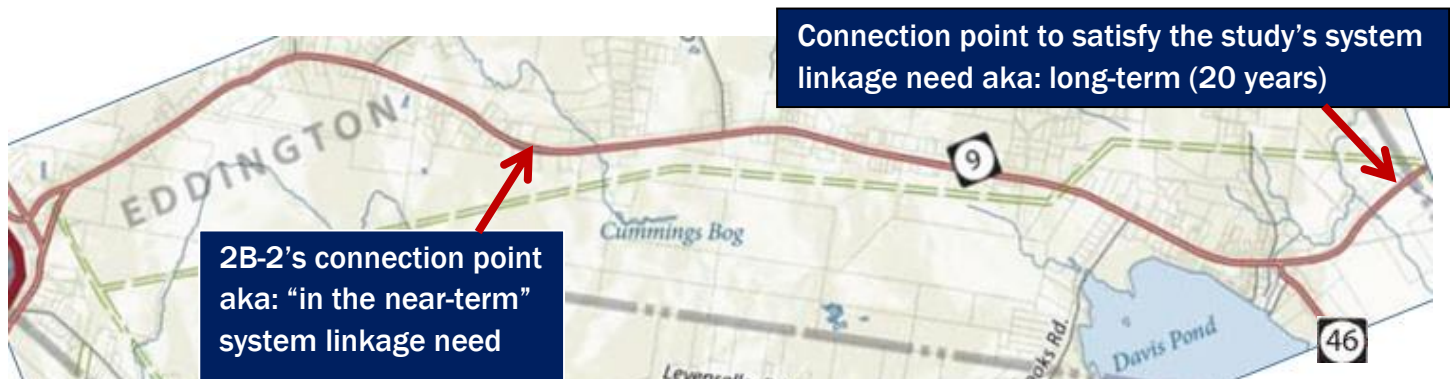 Connection point to satisfy the study’s system
linkage need aka: long-term (20 years)
EDDINGTON
9
Cummings Bog
2B-2’s connection point
aka: “in the near-term”
system linkage need
Davis Pond
46